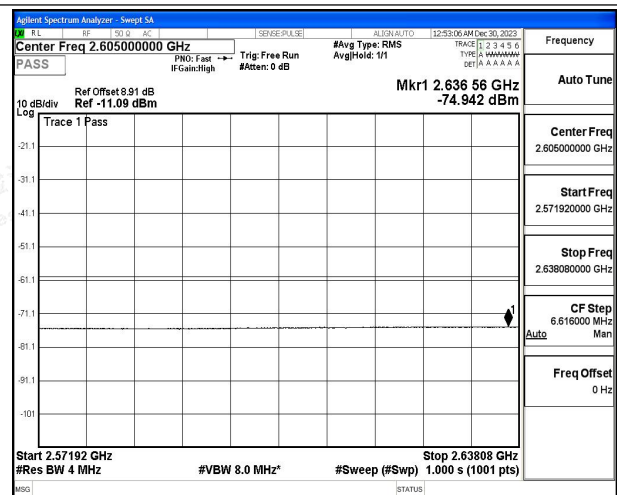 Agilent Spectrum Analyzer - Swept SA
RL RF 50 Ω AC SENSE:PULSE ALIGN AUTO 12:53:06 AM Dec 30, 2023
Center Freq 2.605000000 GHz
PASS
PNO: Fast
IFGain:High
Trig: Free Run
#Atten: 0 dB
#Avg Type: RMS
Avg|Hold: 1/1
TRACE 1 2 3 4 5 6
TYPE A WWWWW
DET A A A A A A
Mkr1 2.636 56 GHz
-74.942 dBm
Ref Offset 8.91 dB
10 dB/div Ref -11.09 dBm
Log
Trace 1 Pass
-21.1
-31.1
-41.1
-51.1
-61.1
-71.1
1
-81.1
-91.1
-101
Start 2.57192 GHz Stop 2.63808 GHz
#Res BW 4 MHz #VBW 8.0 MHz* #Sweep (#Swp) 1.000 s (1001 pts)
MSG STATUS
Frequency
Auto Tune
Center Freq
2.605000000 GHz
Start Freq
2.571920000 GHz
Stop Freq
2.638080000 GHz
CF Step
6.616000 MHz
Auto Man
Freq Offset
0 Hz